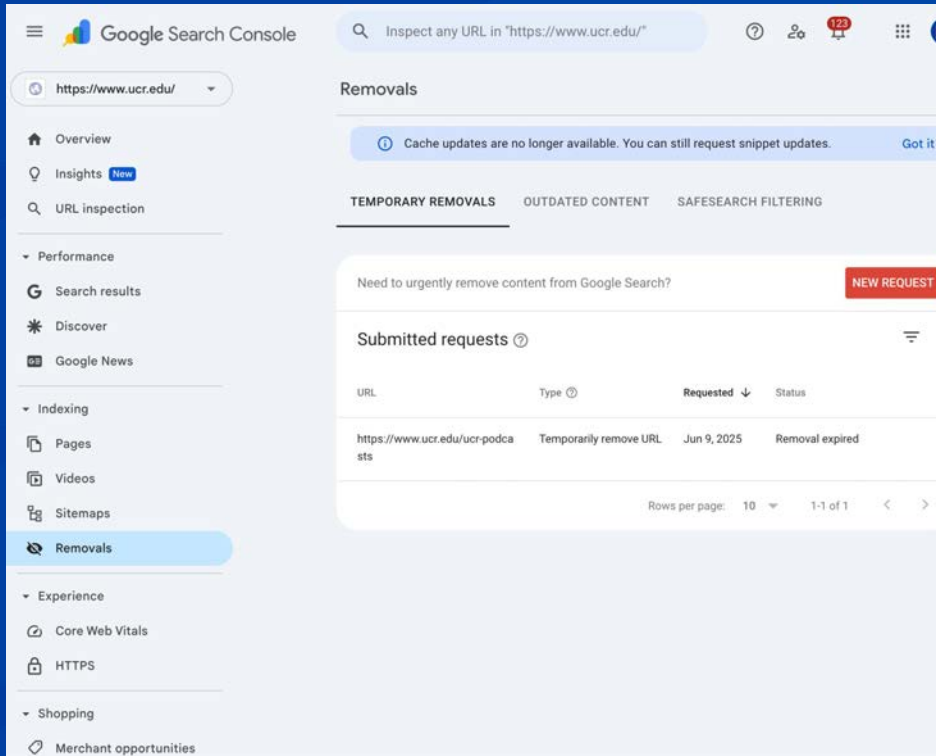 Google Search Console
Inspect any URL in "https://www.ucr.edu/"
123
https://www.ucr.edu/
Overview
Insights New
URL inspection
Performance
Search results
Discover
Google News
Indexing
Pages
Videos
Sitemaps
Removals
Experience
Core Web Vitals
HTTPS
Shopping
Merchant opportunities
Removals
Cache updates are no longer available. You can still request snippet updates. Got it
TEMPORARY REMOVALS OUTDATED CONTENT SAFESEARCH FILTERING
Need to urgently remove content from Google Search? NEW REQUEST
Submitted requests
URL Type Requested Status
https://www.ucr.edu/ucr-podca Temporarily remove URL Jun 9, 2025 Removal expired
sts
Rows per page: 10 1-1 of 1